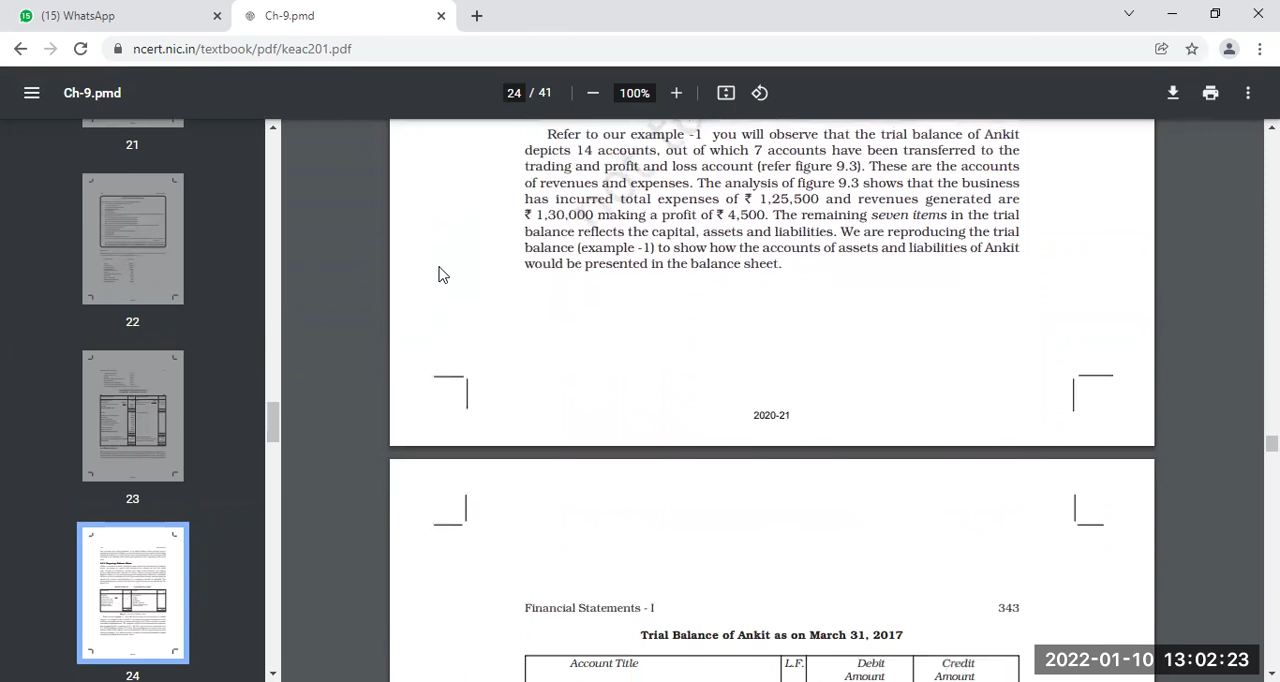 15
(15) WhatsApp
Ch-9.pmd
ncert.nic.in/textbook/pdf/keac201.pdf
Ch-9.pmd
24 / 41
100%
21
22
23
24
Refer to our example -1 you will observe that the trial balance of Ankit
depicts 14 accounts, out of which 7 accounts have been transferred to the
trading and profit and loss account (refer figure 9.3). These are the accounts
of revenues and expenses. The analysis of figure 9.3 shows that the business
has incurred total expenses of ₹ 1,25,500 and revenues generated are
₹ 1,30,000 making a profit of ₹ 4,500. The remaining seven items in the trial
balance reflects the capital, assets and liabilities. We are reproducing the trial
balance (example -1) to show how the accounts of assets and liabilities of Ankit
would be presented in the balance sheet.
2020-21
Financial Statements - I 343
Trial Balance of Ankit as on March 31, 2017
Account Title L.F. Debit Credit
Amount Amount
2022-01-10 13:02:23